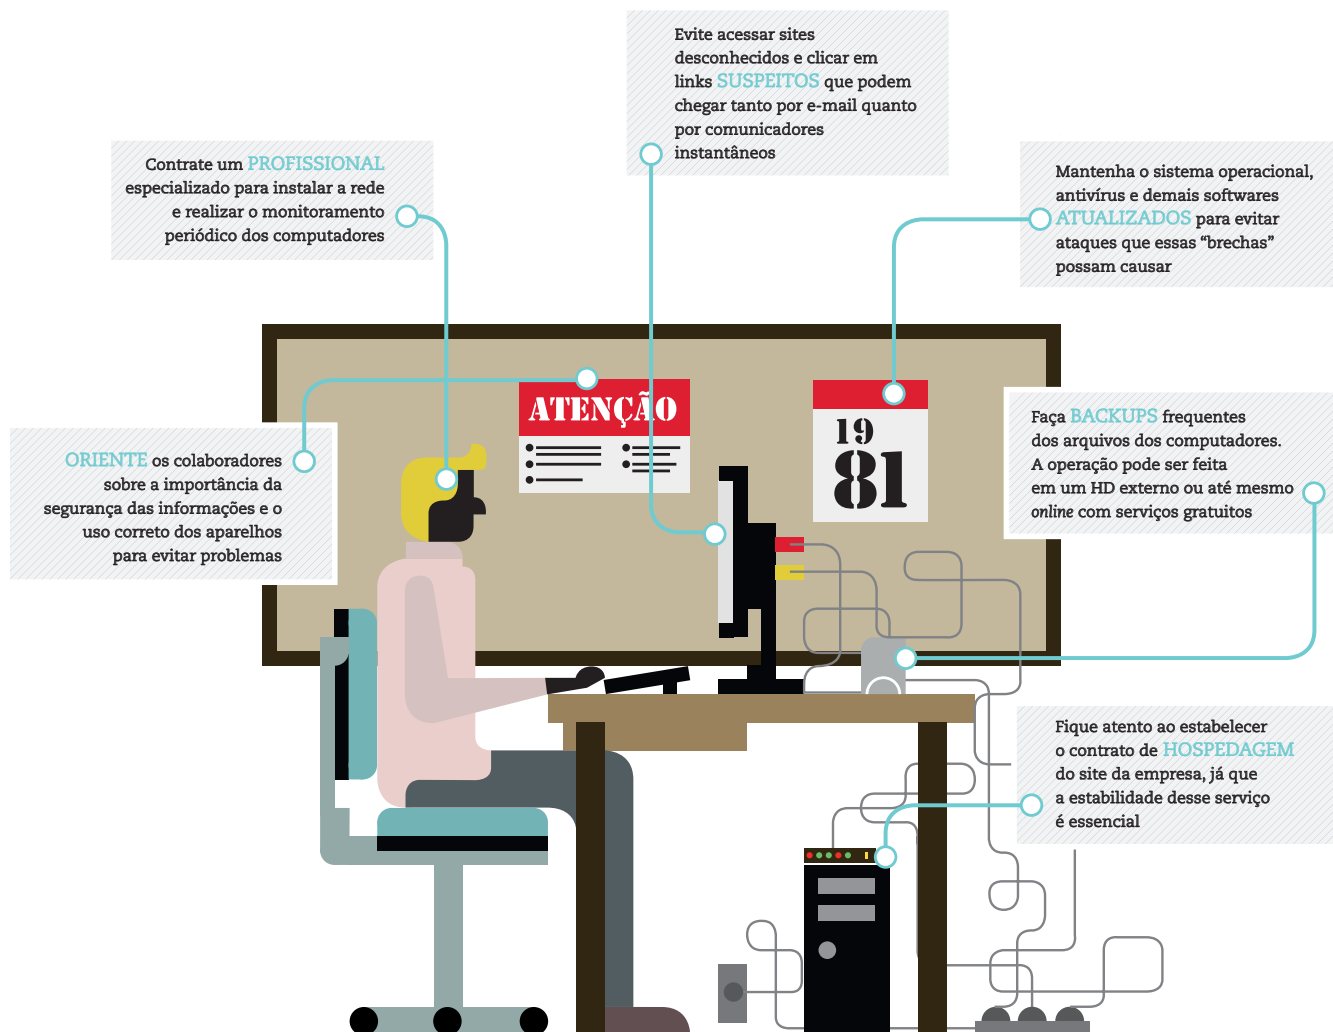 Evite acessar sites
desconhecidos e clicar em
links SUSPEITOS que podem
chegar tanto por e-mail quanto
por comunicadores
instantâneos
Contrate um PROFISSIONAL
especializado para instalar a rede
e realizar o monitoramento
periódico dos computadores
Mantenha o sistema operacional,
antivírus e demais softwares
ATUALIZADOS para evitar
ataques que essas “brechas”
possam causar
ORIENTE os colaboradores
sobre a importância da
segurança das informações e o
uso correto dos aparelhos
para evitar problemas
ATENÇÃO
19
81
Faça BACKUPS frequentes
dos arquivos dos computadores.
A operação pode ser feita
em um HD externo ou até mesmo
online com serviços gratuitos
Fique atento ao estabelecer
o contrato de HOSPEDAGEM
do site da empresa, já que
a estabilidade desse serviço
é essencial